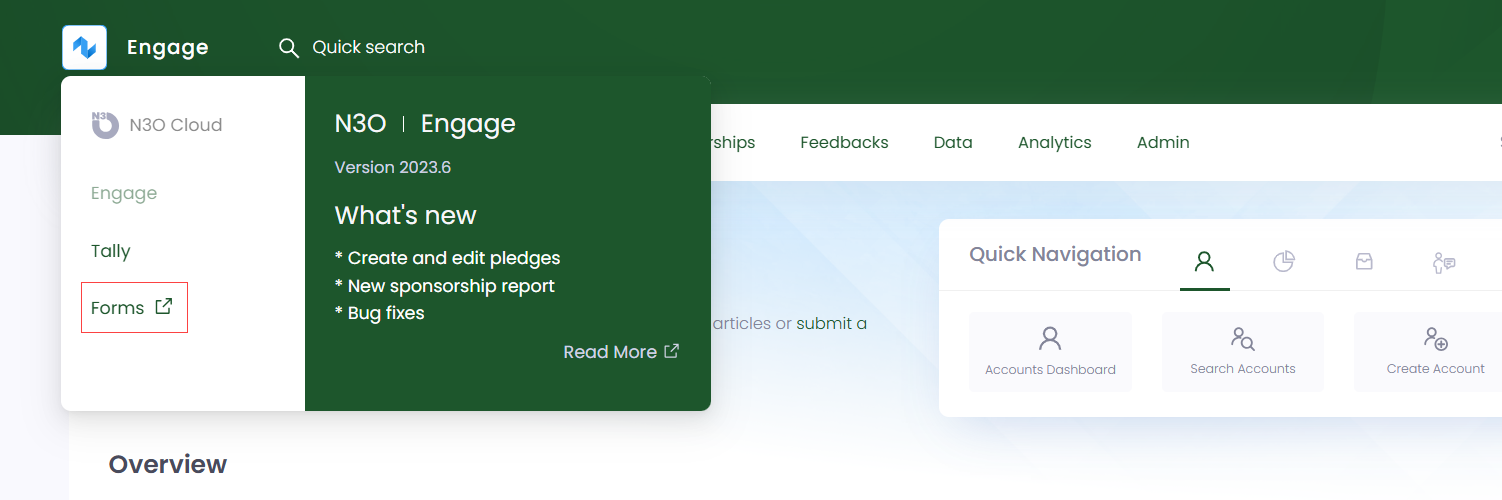 Engage
Quick search
N3O
N3O Cloud
Engage
Tally
Forms
N3O | Engage
Version 2023.6
What's new
* Create and edit pledges
* New sponsorship report
* Bug fixes
Read More
Feedbacks
Data
Analytics
Admin
Quick Navigation
articles or submit a
Accounts Dashboard
Search Accounts
Create Account
Overview